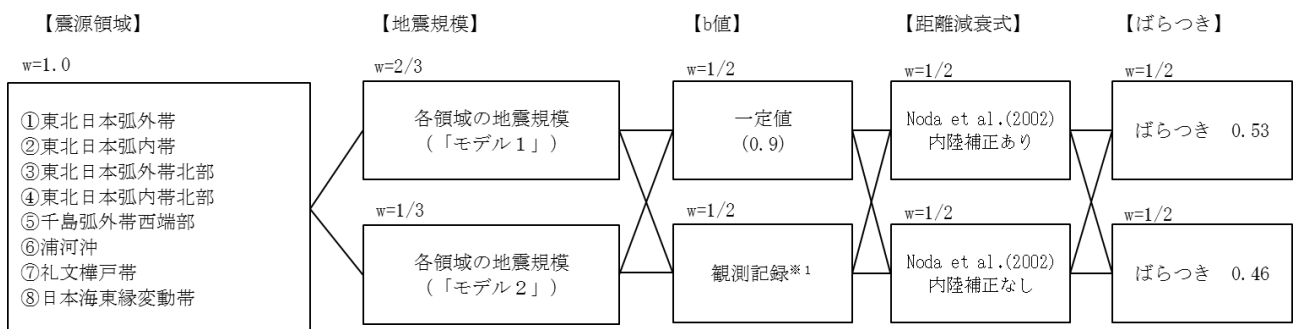 【震源領域】
【地震規模】
【b値】
【距離減衰式】
【ばらつき】
w=1.0
w=2/3
w=1/2
w=1/2
w=1/2
①東北日本弧外帯
②東北日本弧内帯
③東北日本弧外帯北部
④東北日本弧内帯北部
⑤千島弧外帯西端部
⑥浦河沖
⑦礼文樺戸帯
⑧日本海東縁変動帯
各領域の地震規模
(「モデル1」)
一定値
(0.9)
Noda et al.(2002)
内陸補正あり
ばらつき 0.53
w=1/3
w=1/2
w=1/2
w=1/2
各領域の地震規模
(「モデル2」)
観測記録※1
Noda et al.(2002)
内陸補正なし
ばらつき 0.46